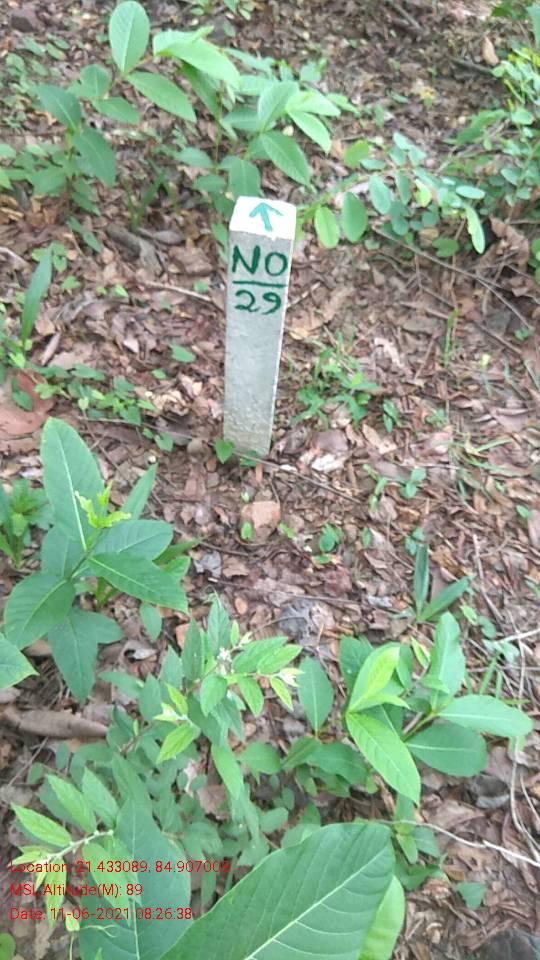 ↑
NO
29
Location: 21.433089, 84.907009
MSL Altitude(M): 89
Date: 11-06-2021 08:26:38